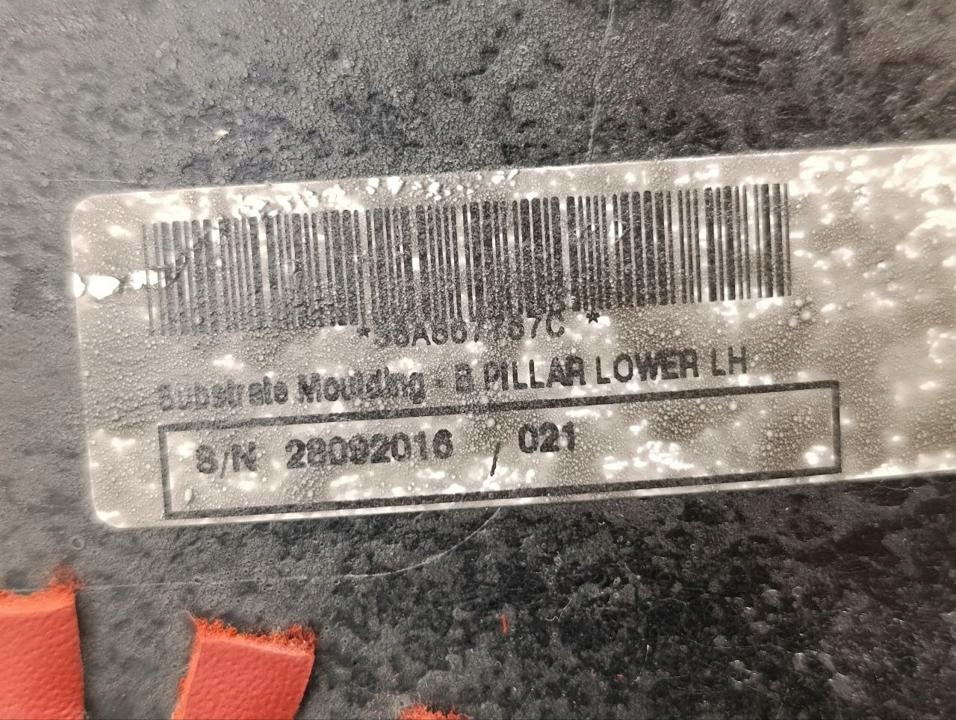 Substrate Moulding - B PILLAR LOWER LH
S/N 28092016 / 021